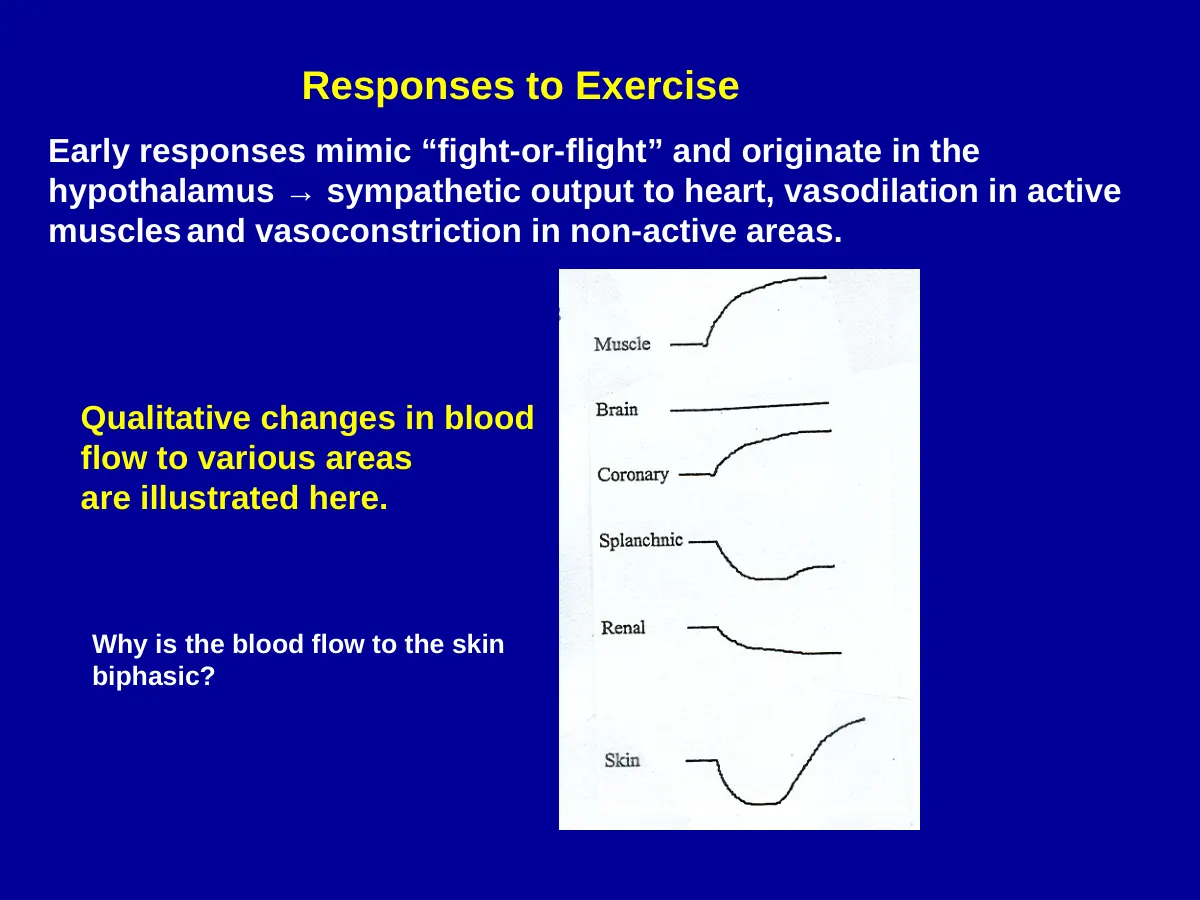 Responses to Exercise
Early responses mimic “fight-or-flight” and originate in the
hypothalamus → sympathetic output to heart, vasodilation in active
muscles and vasoconstriction in non-active areas.
Muscle
Brain
Qualitative changes in blood
flow to various areas
are illustrated here.
Coronary
Splanchnic
Renal
Why is the blood flow to the skin
biphasic?
Skin